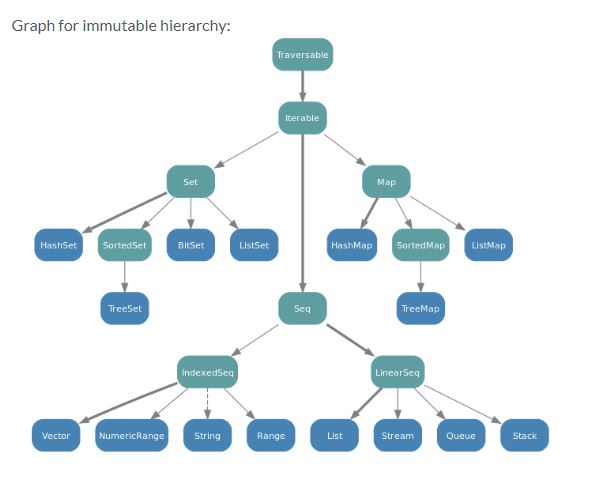 Graph for immutable hierarchy:
Traversable
Iterable
Set
Map
HashSet
SortedSet
BitSet
ListSet
HashMap
SortedMap
ListMap
TreeSet
Seq
TreeMap
IndexedSeq
LinearSeq
Vector
NumericRange
String
Range
List
Stream
Queue
Stack